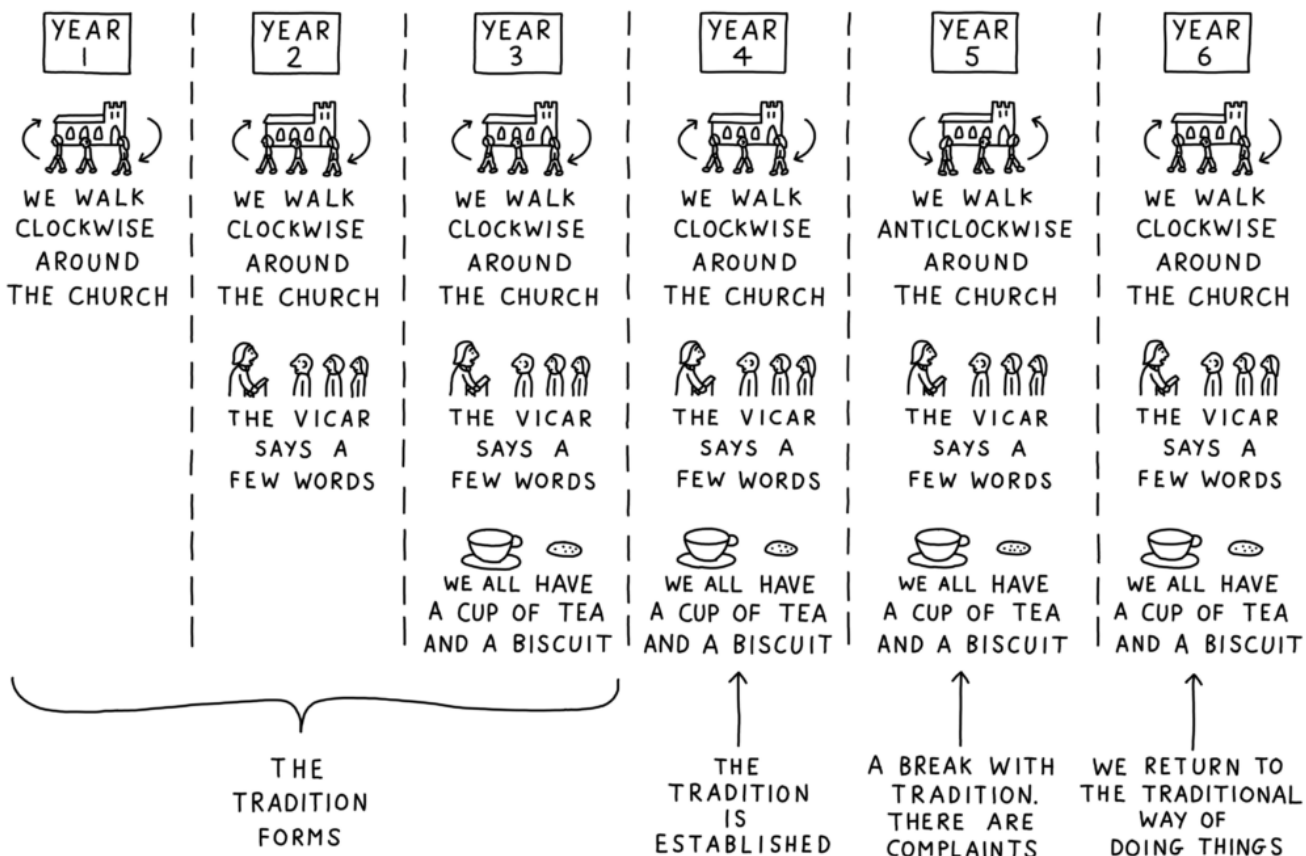 YEAR
1
WE WALK
CLOCKWISE
AROUND
THE CHURCH
YEAR
2
WE WALK
CLOCKWISE
AROUND
THE CHURCH
THE VICAR
SAYS A
FEW WORDS
YEAR
3
WE WALK
CLOCKWISE
AROUND
THE CHURCH
THE VICAR
SAYS A
FEW WORDS
WE ALL HAVE
A CUP OF TEA
AND A BISCUIT
THE
TRADITION
FORMS
YEAR
4
WE WALK
CLOCKWISE
AROUND
THE CHURCH
THE VICAR
SAYS A
FEW WORDS
WE ALL HAVE
A CUP OF TEA
AND A BISCUIT
THE
TRADITION
IS
ESTABLISHED
YEAR
5
WE WALK
ANTICLOCKWISE
AROUND
THE CHURCH
THE VICAR
SAYS A
FEW WORDS
WE ALL HAVE
A CUP OF TEA
AND A BISCUIT
A BREAK WITH
TRADITION.
THERE ARE
COMPLAINTS
YEAR
6
WE WALK
CLOCKWISE
AROUND
THE CHURCH
THE VICAR
SAYS A
FEW WORDS
WE ALL HAVE
A CUP OF TEA
AND A BISCUIT
WE RETURN TO
THE TRADITIONAL
WAY OF
DOING THINGS